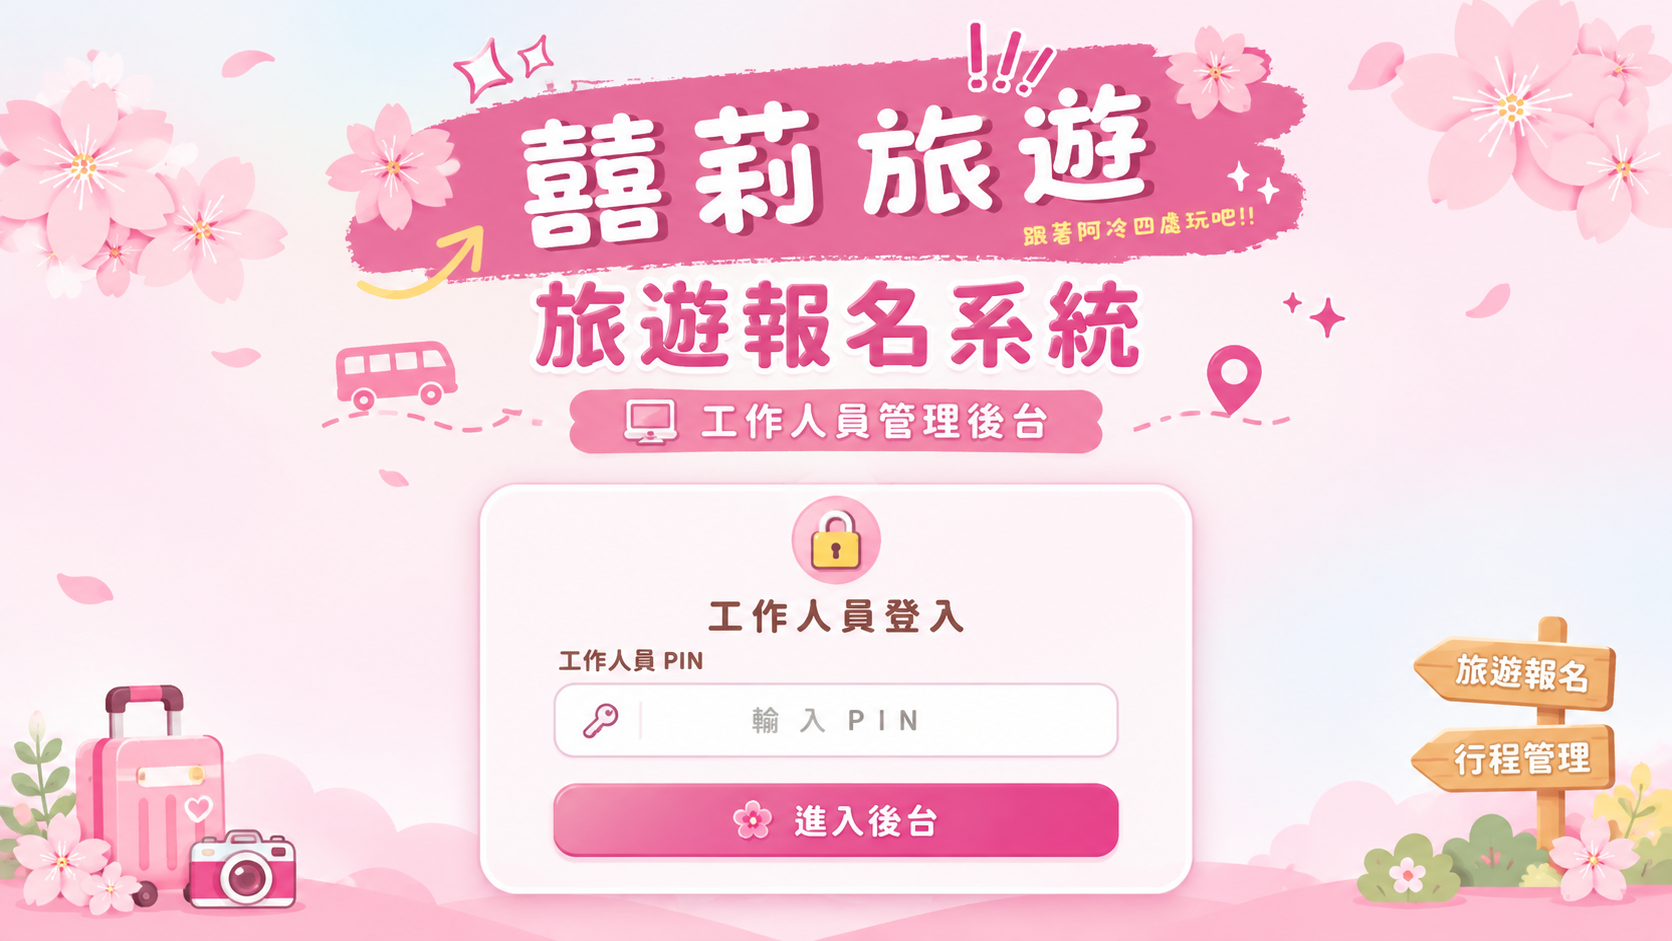 囍莉旅遊
跟著阿冷四處玩吧!!
旅遊報名系統
工作人員管理後台
工作人員登入
工作人員 PIN
輸入PIN
進入後台
旅遊報名
行程管理